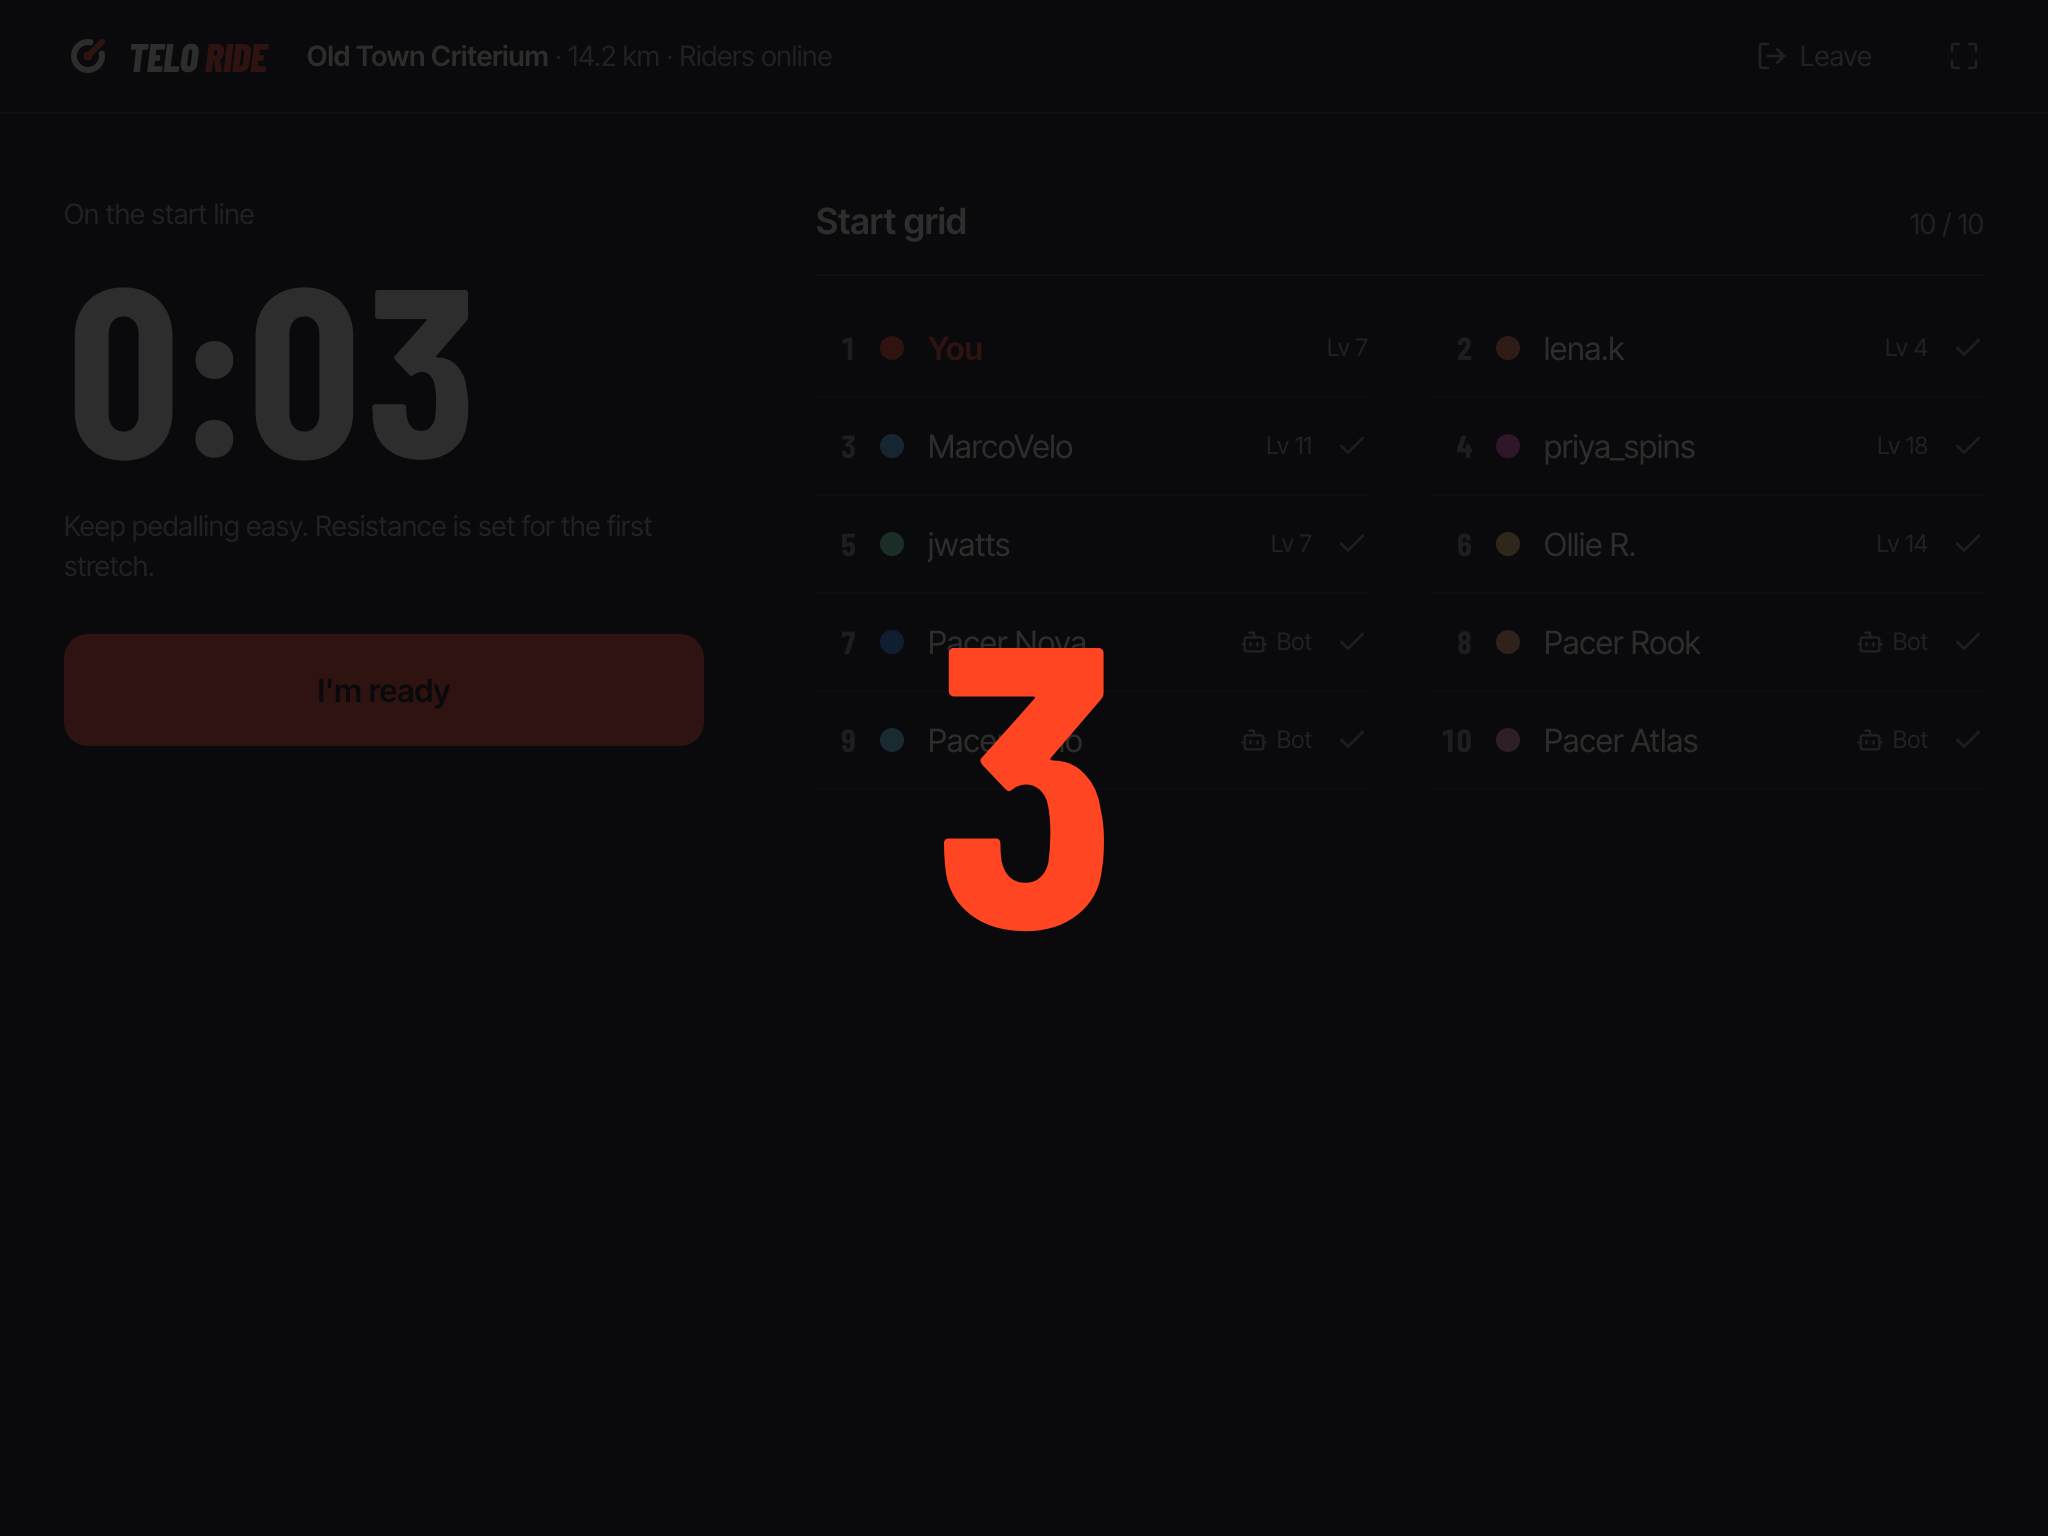 TELO RIDE Old Town Criterium · 14.2 km · Riders online Leave
On the start line
0:03
Keep pedalling easy. Resistance is set for the first
stretch.
I'm ready
Start grid 10 / 10
1 You Lv 7
2 lena.k Lv 4
3 MarcoVelo Lv 11
4 priya_spins Lv 18
5 jwatts Lv 7
6 Ollie R. Lv 14
7 Pacer Nova Bot
8 Pacer Rook Bot
9 Bot
10 Pacer Atlas Bot
3